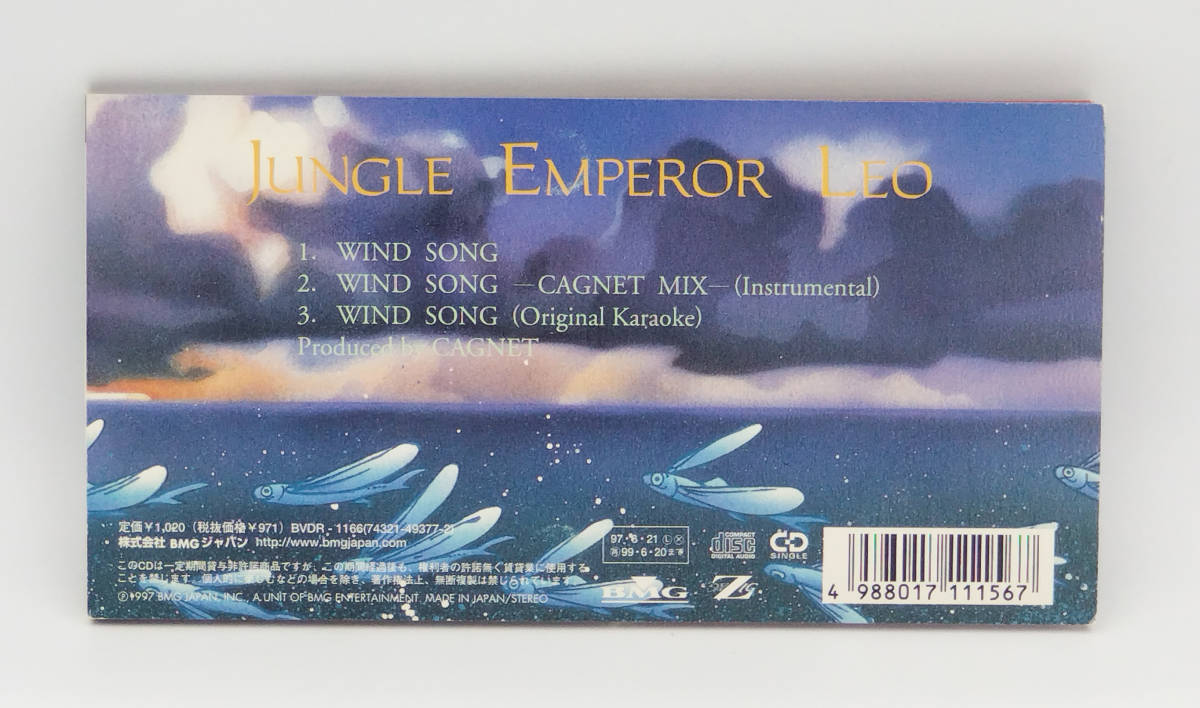 JUNGLE EMPEROR LEO
1. WIND SONG
2. WIND SONG —CAGNET MIX—(Instrumental)
3. WIND SONG (Original Karaoke)
Produced by CAGNET
定価¥1,020（税抜価格¥971）BVDR-1166(74321-49377-2)
株式会社 BMG ジャパン http://www.bmgjapan.com
このCDは一定期間貸与非許諾商品ですが、この期間経過後も、権利者の許諾無く賃貸業に使用する
ことを禁じます。個人的に楽しむなどの場合を除き、著作権法上、無断複製は禁じられています。
Ⓟ1997 BMG JAPAN, INC., A UNIT OF BMG ENTERTAINMENT. MADE IN JAPAN/STEREO
97・6・21 Ⓛ Ⓧ
99・6・20まで
BMG
COMPACT disc DIGITAL AUDIO
CD SINGLE
4 988017 111567